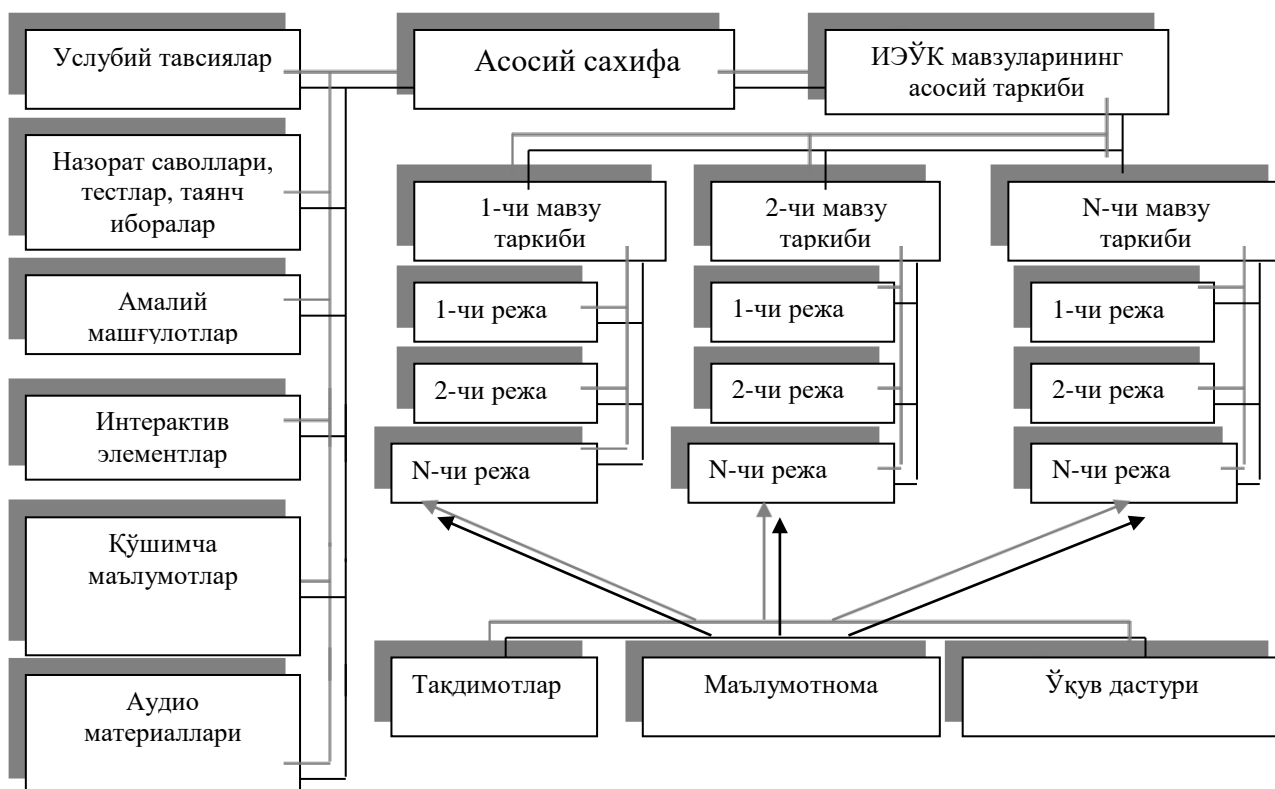 Услубий тавсиялар
Асосий сахифа
ИЭЎК мавзуларининг
асосий таркиби
Назорат саволлари,
тестлар, таянч
иборалар
1-чи мавзу
таркиби
2-чи мавзу
таркиби
N-чи мавзу
таркиби
Амалий
машғулотлар
1-чи режа
1-чи режа
1-чи режа
2-чи режа
2-чи режа
2-чи режа
Интерактив
элементлар
N-чи режа
N-чи режа
N-чи режа
Қўшимча
маълумотлар
Тақдимотлар
Маълумотнома
Ўқув дастури
Аудио
материаллари